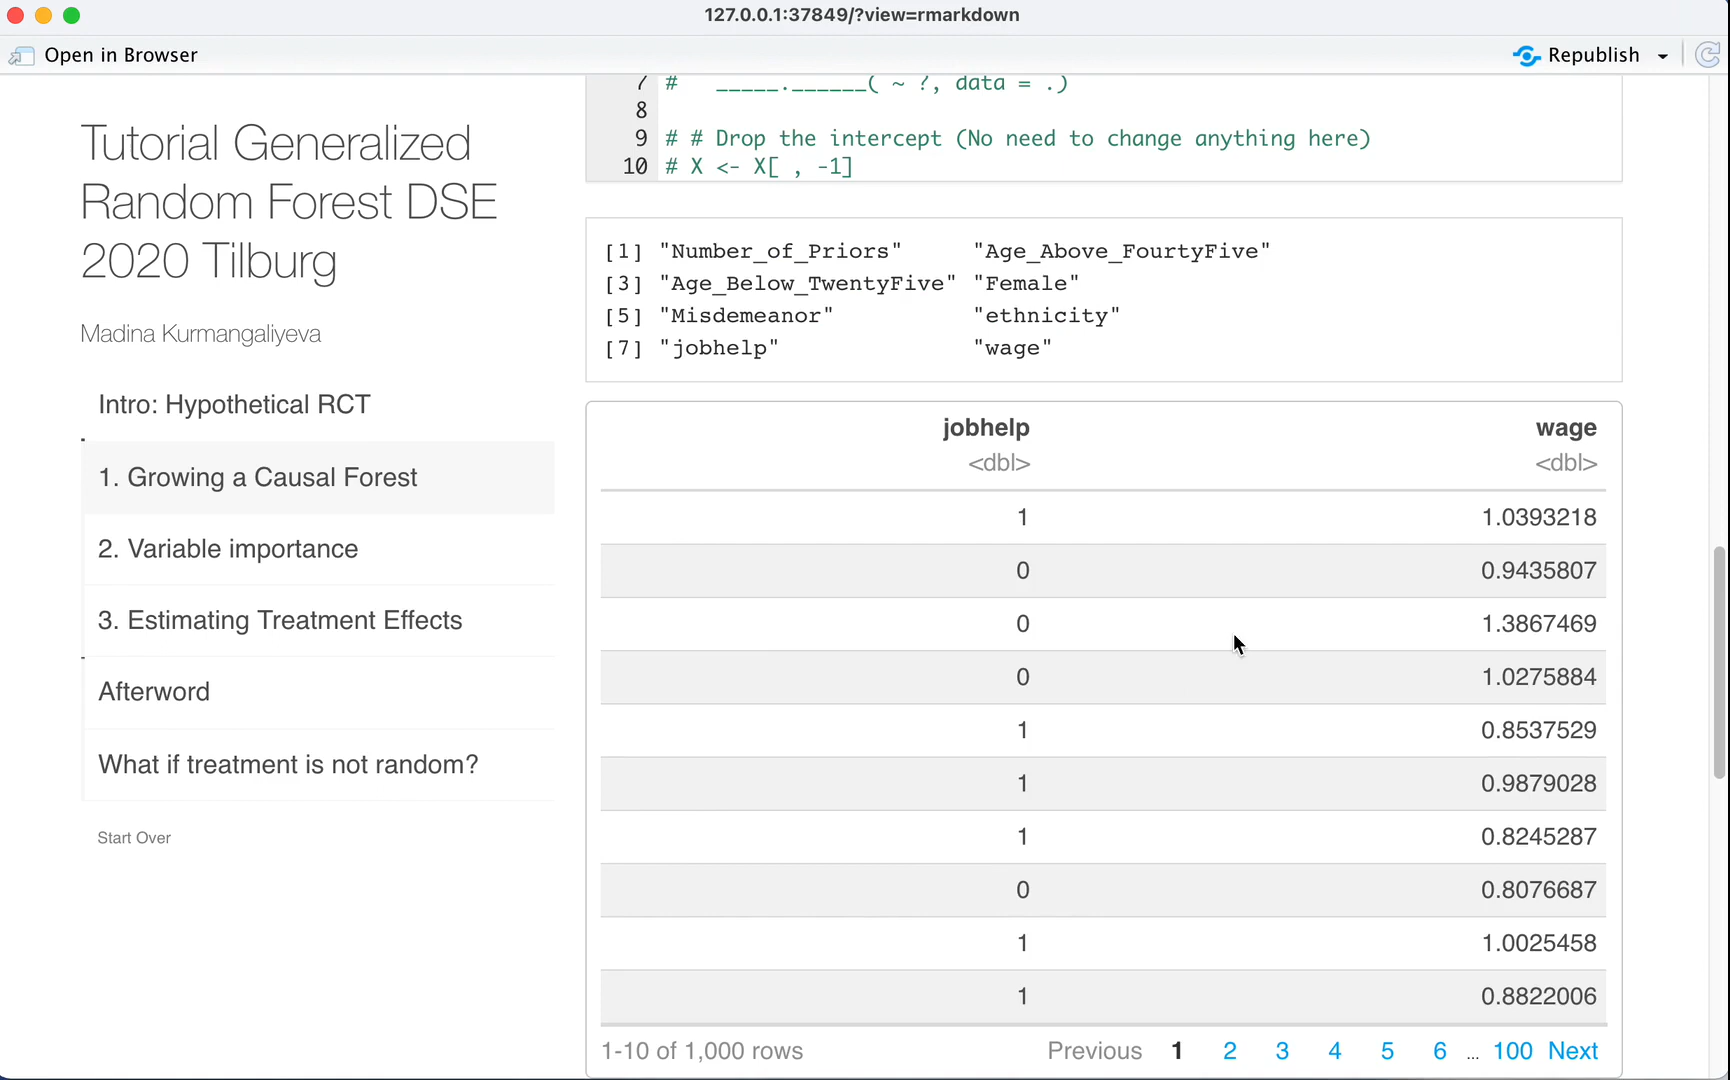 127.0.0.1:37849/?view=rmarkdown
Open in Browser
Republish
Tutorial Generalized
Random Forest DSE
2020 Tilburg
Madina Kurmangaliyeva
Intro: Hypothetical RCT
1. Growing a Causal Forest
2. Variable importance
3. Estimating Treatment Effects
Afterword
What if treatment is not random?
Start Over
7 #   _____.______( ~ ?, data = .)
8
9 # # Drop the intercept (No need to change anything here)
10 # X <- X[ , -1]
[1] "Number_of_Priors" "Age_Above_FourtyFive"
[3] "Age_Below_TwentyFive" "Female"
[5] "Misdemeanor" "ethnicity"
[7] "jobhelp" "wage"
jobhelp wage
<dbl> <dbl>
1 1.0393218
0 0.9435807
0 1.3867469
0 1.0275884
1 0.8537529
1 0.9879028
1 0.8245287
0 0.8076687
1 1.0025458
1 0.8822006
1-10 of 1,000 rows Previous 1 2 3 4 5 6 ... 100 Next